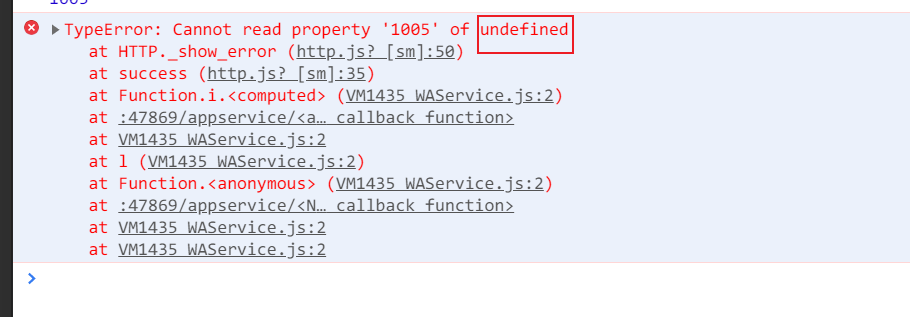 1005
TypeError: Cannot read property '1005' of undefined
at HTTP._show_error (http.js? [sm]:50)
at success (http.js? [sm]:35)
at Function.i.<computed> (VM1435 WAService.js:2)
at :47869/appservice/<a… callback function>
at VM1435 WAService.js:2
at l (VM1435 WAService.js:2)
at Function.<anonymous> (VM1435 WAService.js:2)
at :47869/appservice/<N… callback function>
at VM1435 WAService.js:2
at VM1435 WAService.js:2